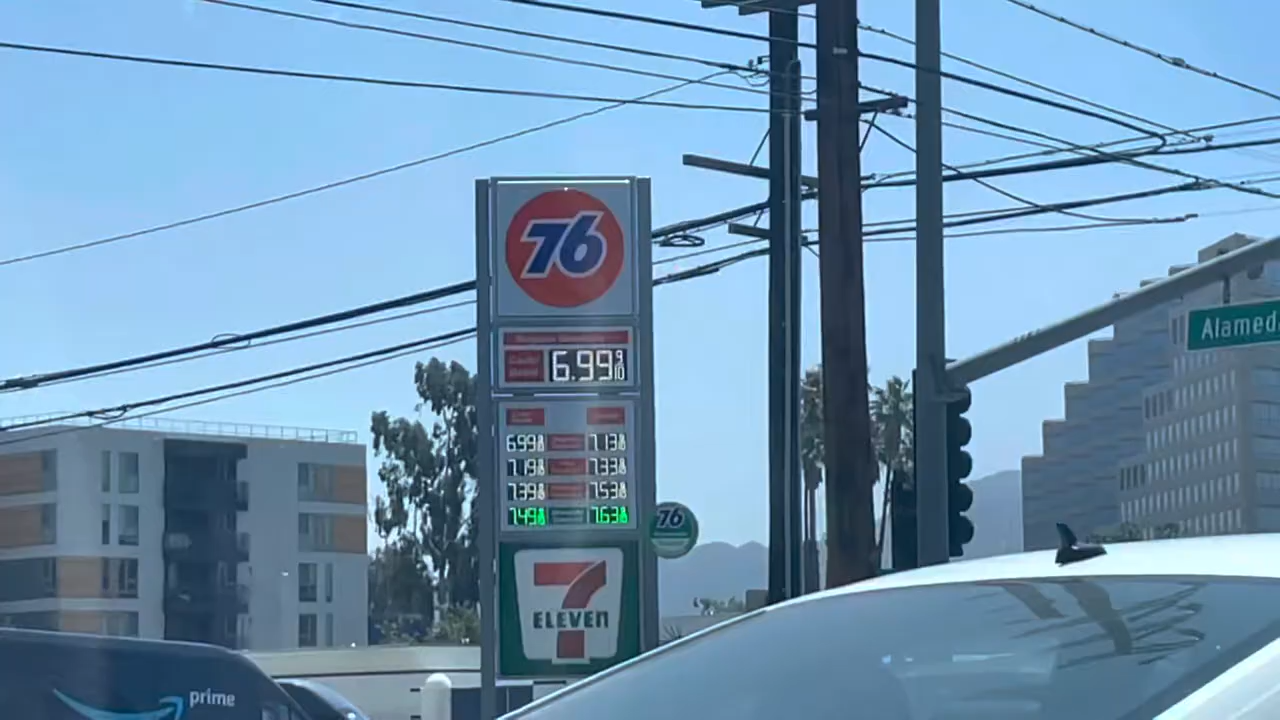 76
6.99 9/10
6.99 9/10 7.13 9/10
7.19 9/10 7.33 9/10
7.39 9/10 7.53 9/10
7.49 9/10 7.63 9/10
76
7
ELEVEN
Alamed
prime